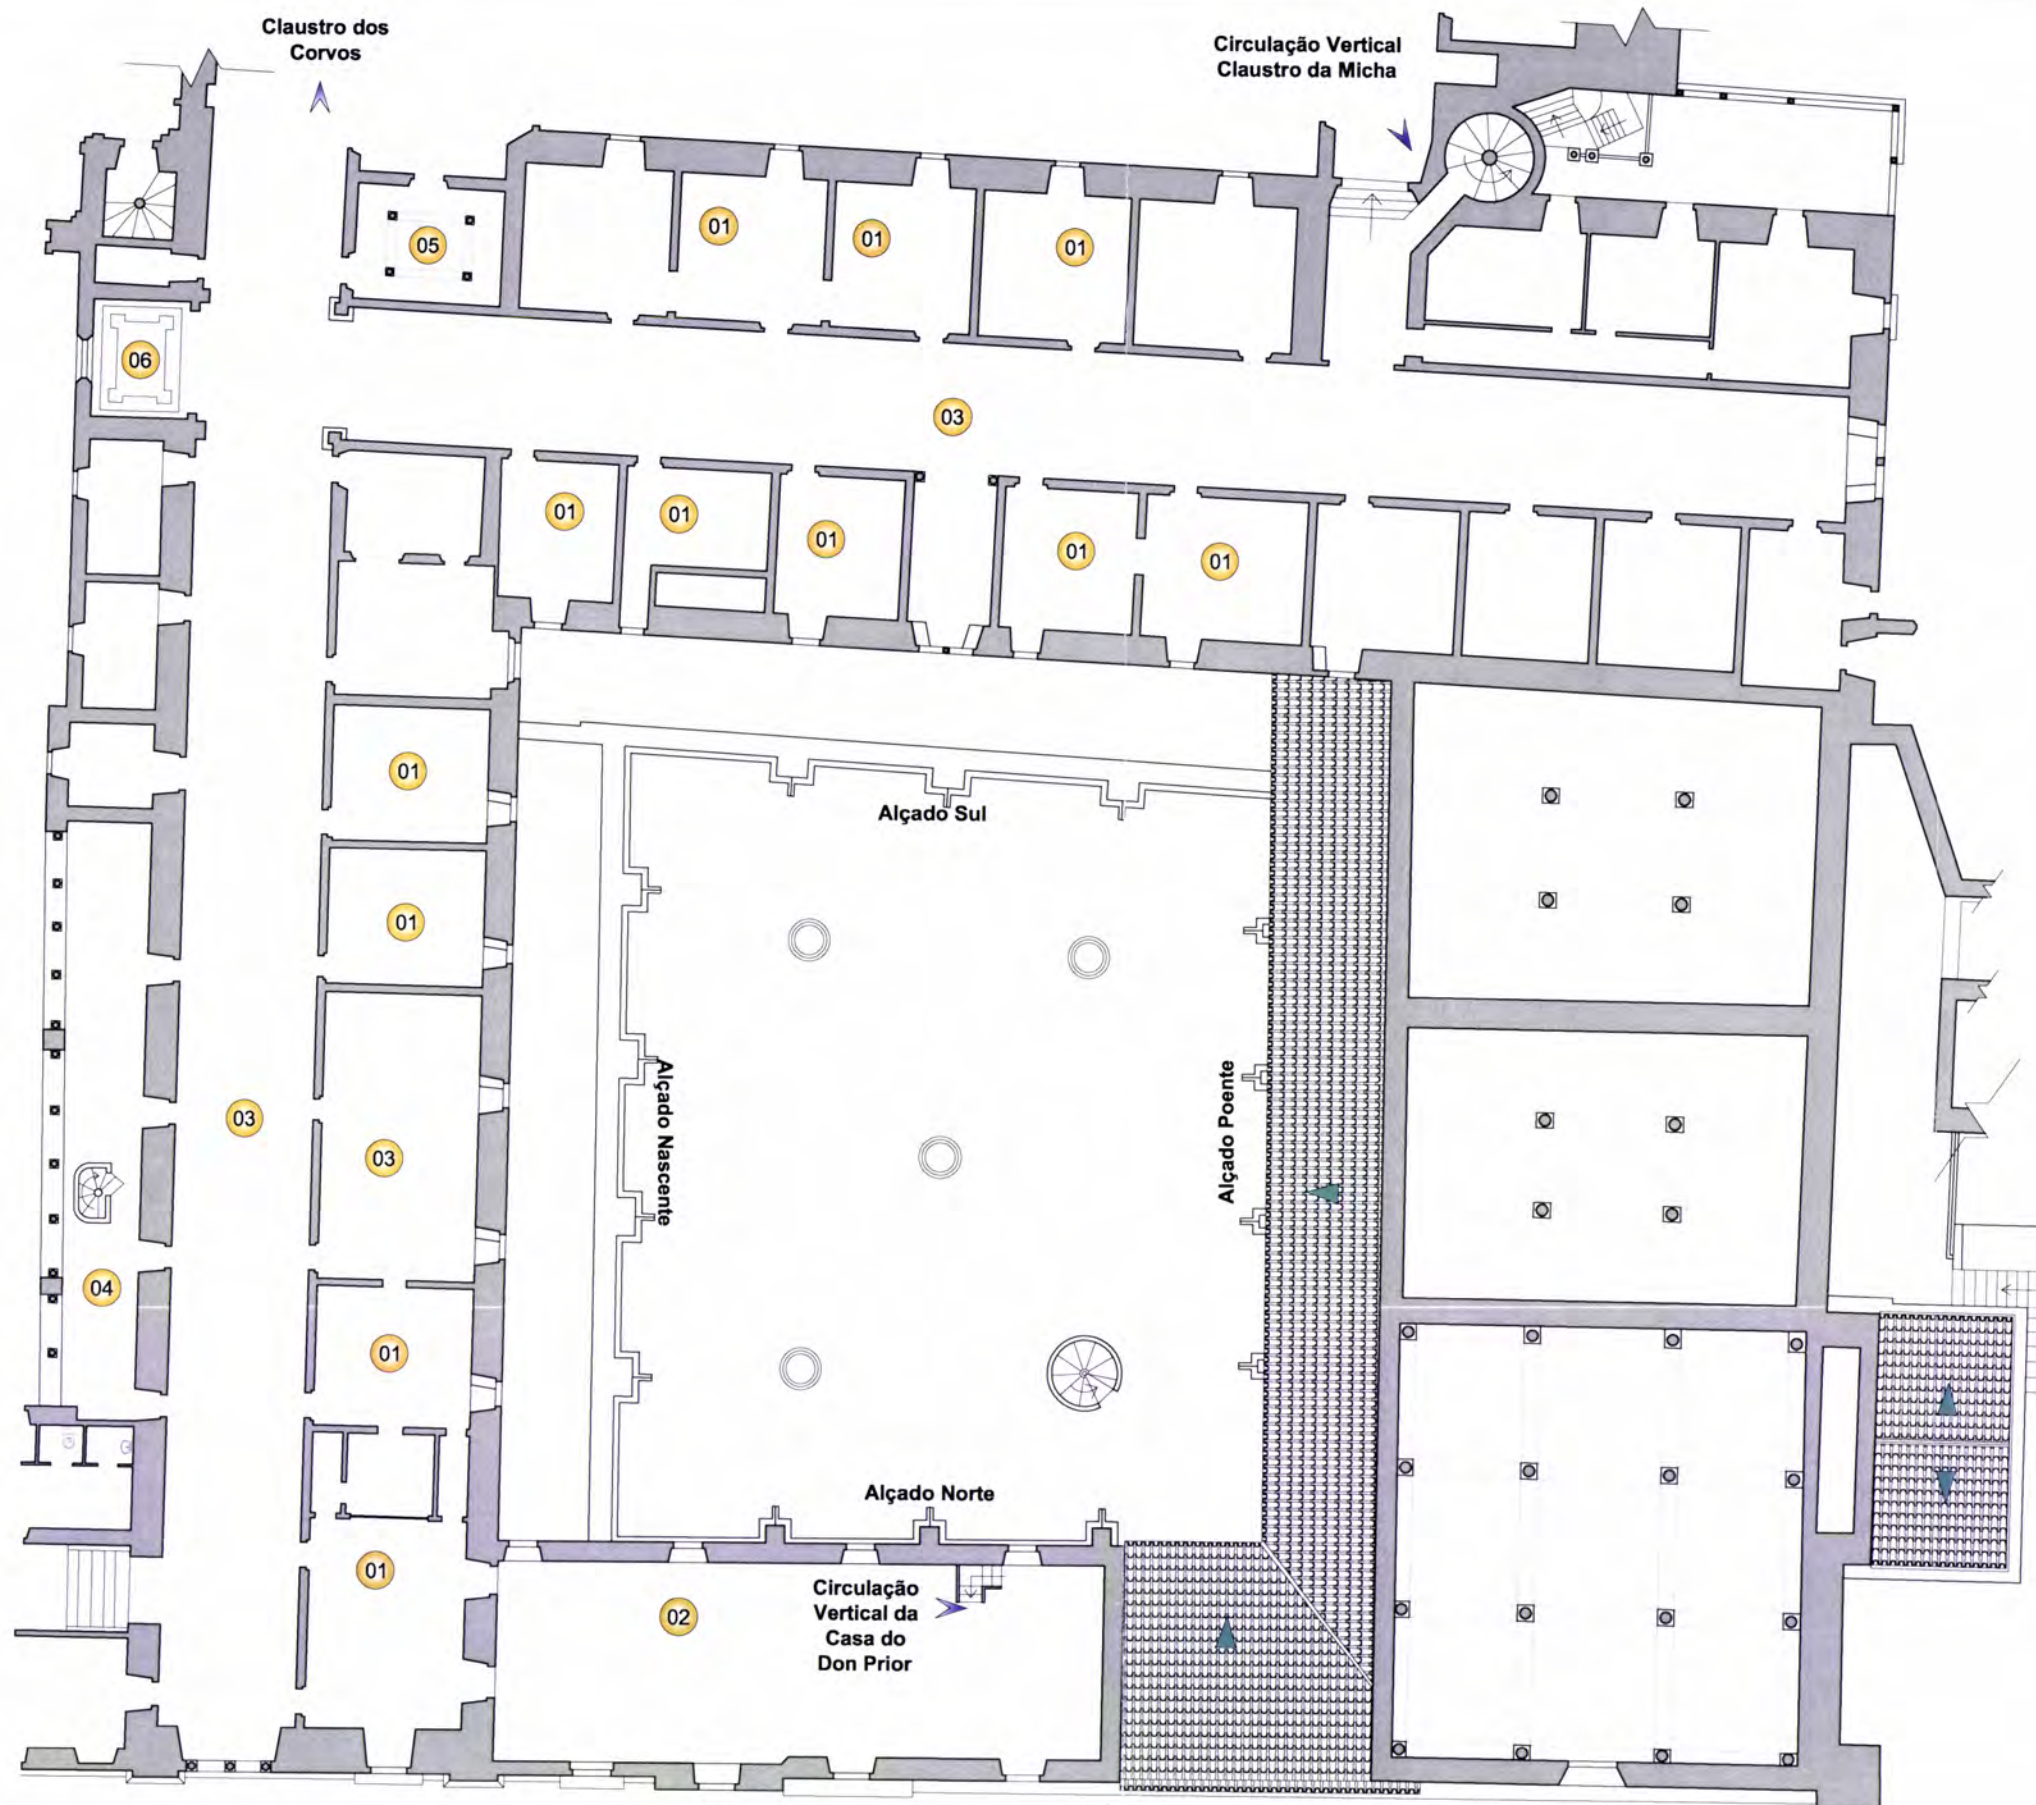 Claustro dos
Corvos
Circulação Vertical
Claustro da Micha
05
01
01
01
06
03
01
01
01
01
01
01
Alçado Sul
01
Alçado Nascente
Alçado Poente
03
03
04
01
Alçado Norte
01
02
Circulação
Vertical da
Casa do
Don Prior